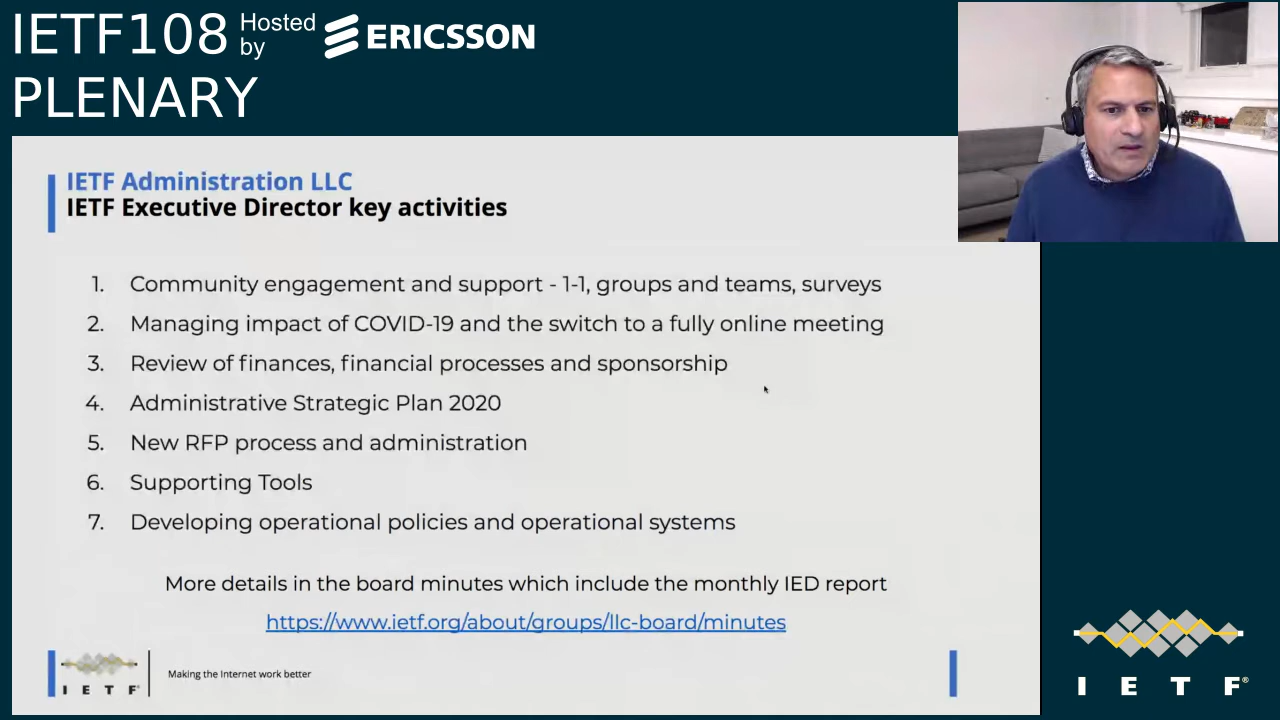 IETF108 Hosted by ERICSSON
PLENARY
IETF Administration LLC
IETF Executive Director key activities
1. Community engagement and support - 1-1, groups and teams, surveys
2. Managing impact of COVID-19 and the switch to a fully online meeting
3. Review of finances, financial processes and sponsorship
4. Administrative Strategic Plan 2020
5. New RFP process and administration
6. Supporting Tools
7. Developing operational policies and operational systems
More details in the board minutes which include the monthly IED report
https://www.ietf.org/about/groups/llc-board/minutes
I E T F
Making the Internet work better
I E T F®